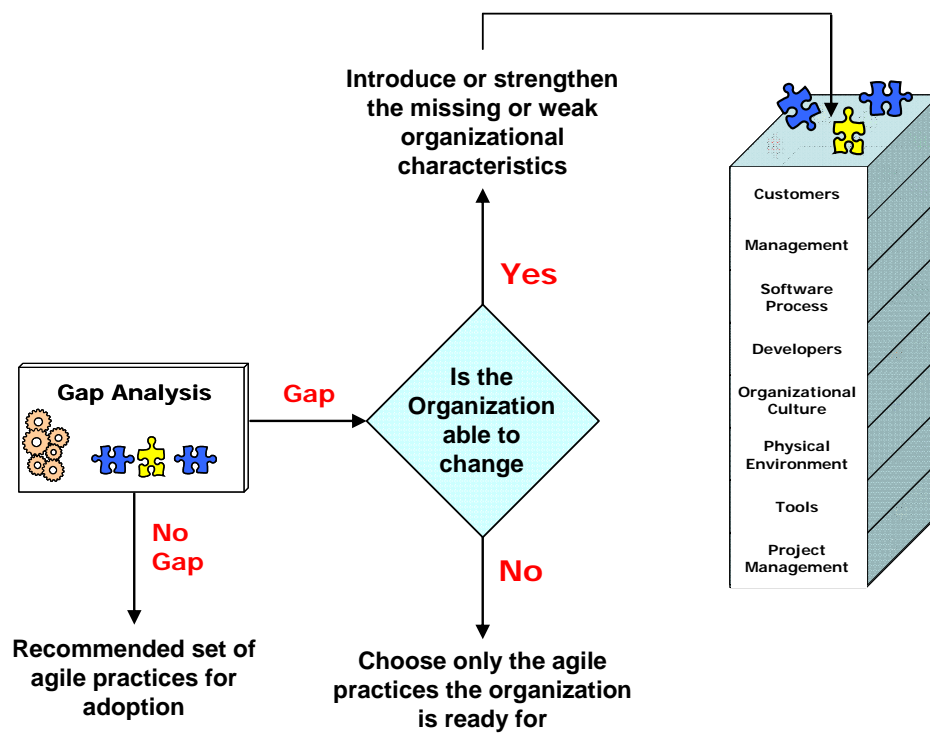 Introduce or strengthen
the missing or weak
organizational
characteristics
Customers
Management
Software
Process
Developers
Organizational
Culture
Physical
Environment
Tools
Project
Management
Yes
Gap Analysis
Gap
Is the
Organization
able to
change
No
Gap
No
Recommended set of
agile practices for
adoption
Choose only the agile
practices the organization
is ready for